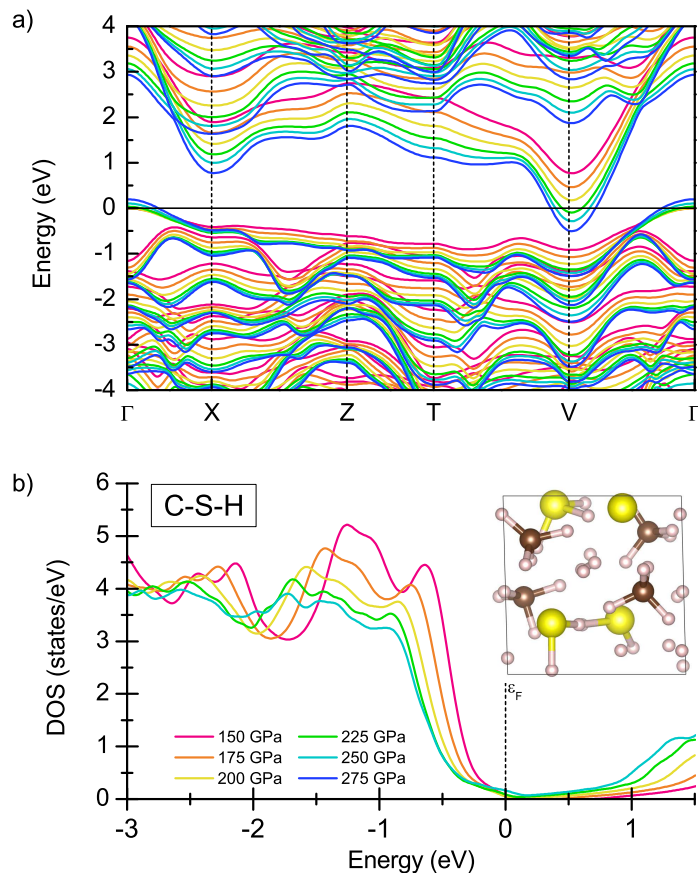 a)
4
3
2
1
0
-1
-2
-3
-4
Energy (eV)
Γ X Z T V Γ
b)
6
5
4
3
2
1
0
DOS (states/eV)
C-S-H
εF
150 GPa 225 GPa
175 GPa 250 GPa
200 GPa 275 GPa
-3 -2 -1 0 1
Energy (eV)